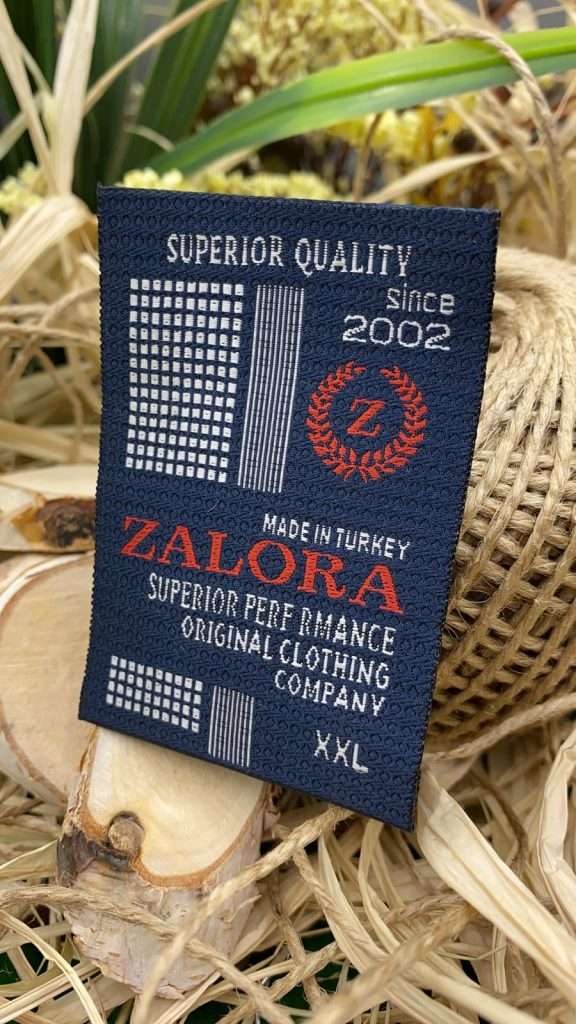 SUPERIOR QUALITY
since
2002
Z
MADE IN TURKEY
ZALORA
SUPERIOR PERF RMANCE
ORIGINAL CLOTHING
COMPANY
XXL